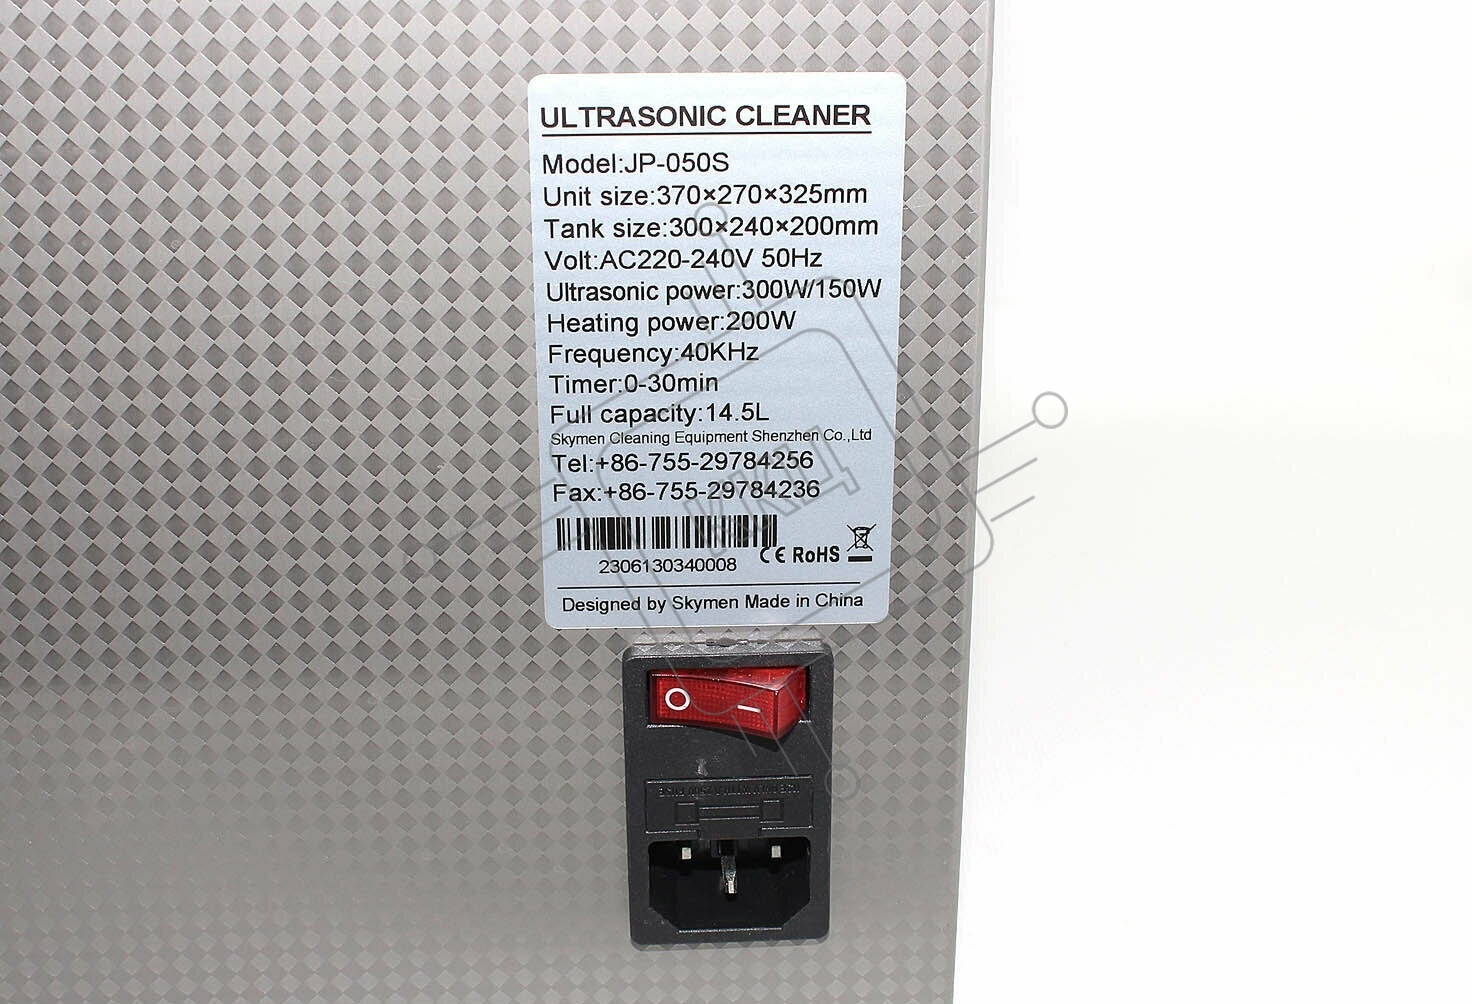 ULTRASONIC CLEANER
Model:JP-050S
Unit size:370×270×325mm
Tank size:300×240×200mm
Volt:AC220-240V 50Hz
Ultrasonic power:300W/150W
Heating power:200W
Frequency:40KHz
Timer:0-30min
Full capacity:14.5L
Skymen Cleaning Equipment Shenzhen Co.,Ltd
Tel:+86-755-29784256
Fax:+86-755-29784236
ККЦ
CE RoHS
2306130340008
Designed by Skymen Made in China